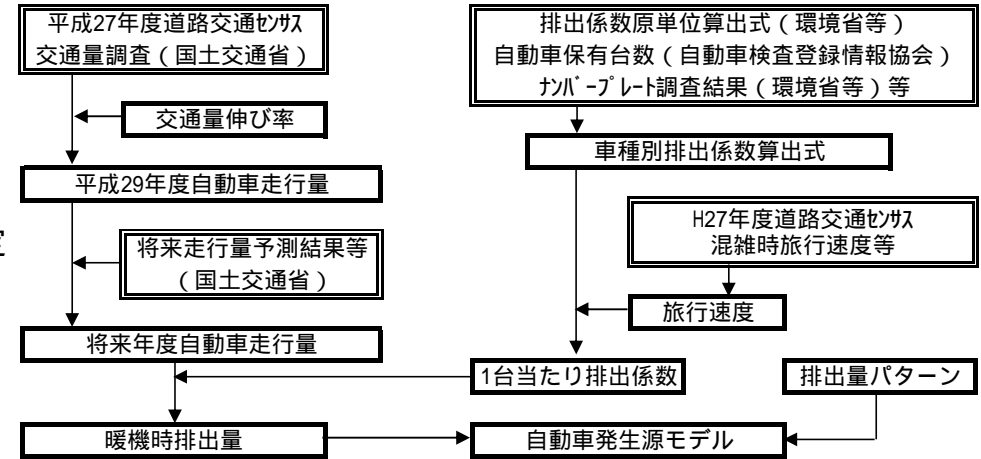 平成27年度道路交通ｾﾝｻｽ
交通量調査（国土交通省）
交通量伸び率
平成29年度自動車走行量
将来走行量予測結果等
（国土交通省）
将来年度自動車走行量
暖機時排出量
排出係数原単位算出式（環境省等）
自動車保有台数（自動車検査登録情報協会）
ﾅﾝﾊﾞｰﾌﾟﾚｰﾄ調査結果（環境省等）等
車種別排出係数算出式
H27年度道路交通ｾﾝｻｽ
混雑時旅行速度等
旅行速度
1台当たり排出係数
排出量パターン
自動車発生源モデル